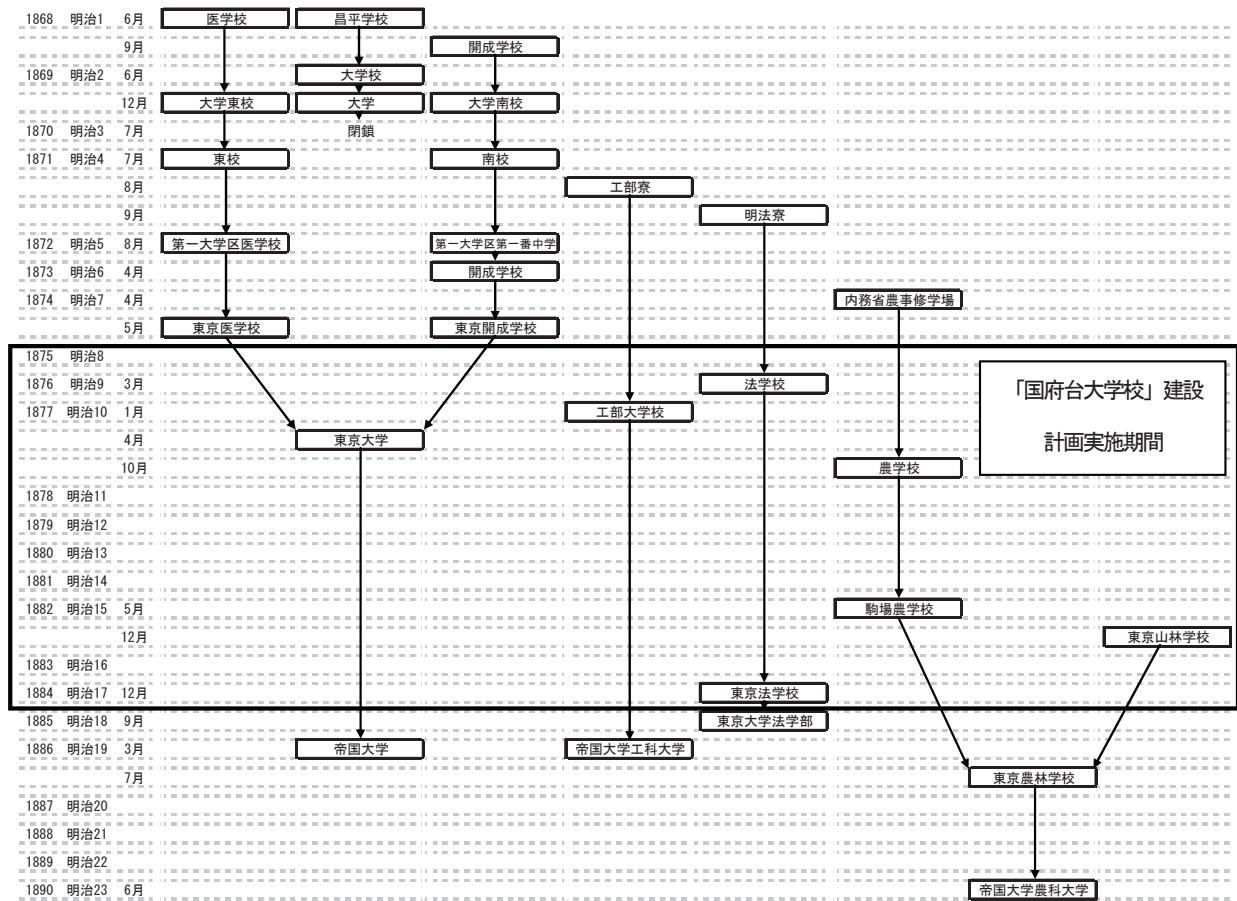 1868 明治1 6月 医学校 昌平学校
9月 開成学校
1869 明治2 6月 大学校
12月 大学東校 大学 大学南校
1870 明治3 7月 閉鎖
1871 明治4 7月 東校 南校
8月 工部寮
9月 明法寮
1872 明治5 8月 第一大学区医学校 第一大学区第一番中学
1873 明治6 4月 開成学校
1874 明治7 4月 内務省農事修学場
5月 東京医学校 東京開成学校
1875 明治8
1876 明治9 3月 法学校
1877 明治10 1月 工部大学校
4月 東京大学
10月 農学校
「国府台大学校」建設
計画実施期間
1878 明治11
1879 明治12
1880 明治13
1881 明治14
1882 明治15 5月 駒場農学校
12月 東京山林学校
1883 明治16
1884 明治17 12月 東京法学校
1885 明治18 9月 東京大学法学部
1886 明治19 3月 帝国大学 帝国大学工科大学
7月 東京農林学校
1887 明治20
1888 明治21
1889 明治22
1890 明治23 6月 帝国大学農科大学